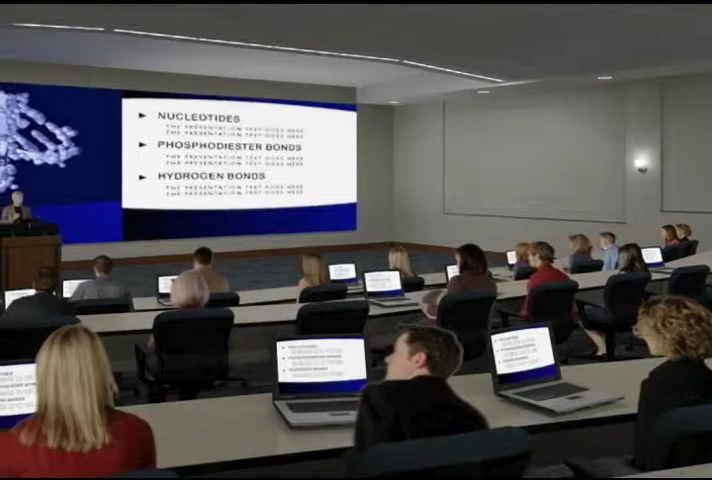 NUCLEOTIDES
THE PRESENTATION TEXT GOES HERE
THE PRESENTATION TEXT GOES HERE
PHOSPHODIESTER BONDS
THE PRESENTATION TEXT GOES HERE
THE PRESENTATION TEXT GOES HERE
HYDROGEN BONDS
THE PRESENTATION TEXT GOES HERE
THE PRESENTATION TEXT GOES HERE